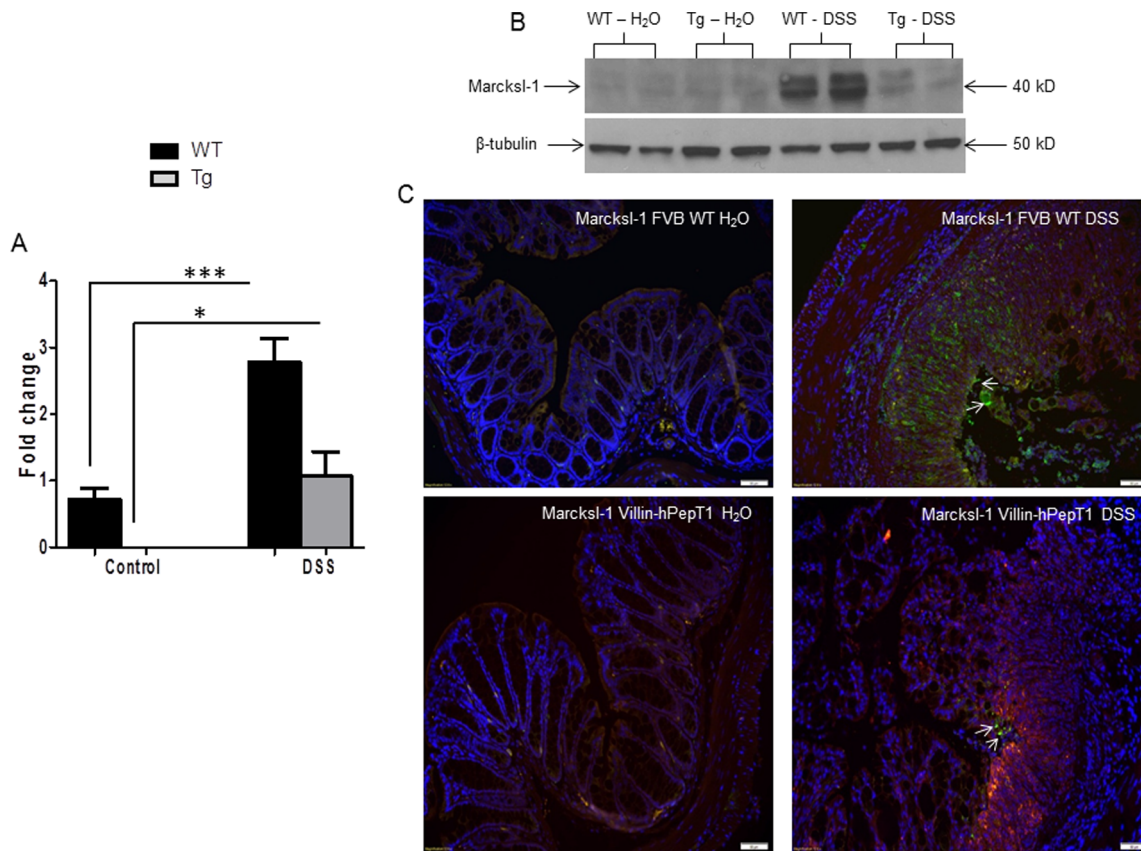 B
WT – H₂O Tg – H₂O WT - DSS Tg - DSS
Marcksl-1 40 kD
β-tubulin 50 kD
WT
Tg
A
***
*
4
3
2
1
0
Fold change
Control DSS
C
Marcksl-1 FVB WT H₂O
Marcksl-1 FVB WT DSS
Marcksl-1 Villin-hPepT1 H₂O
Marcksl-1 Villin-hPepT1 DSS